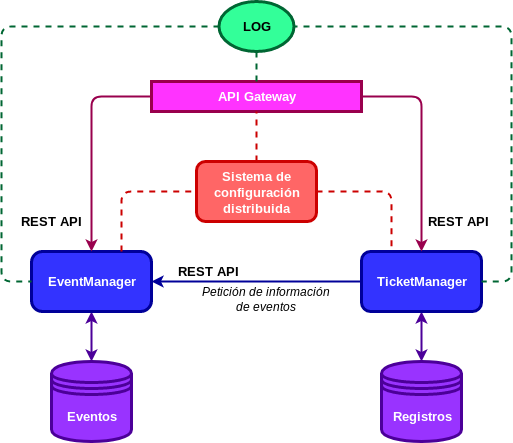 LOG
API Gateway
Sistema de
configuración
distribuida
REST API
REST API
EventManager
REST API
TicketManager
Petición de información
de eventos
Eventos
Registros